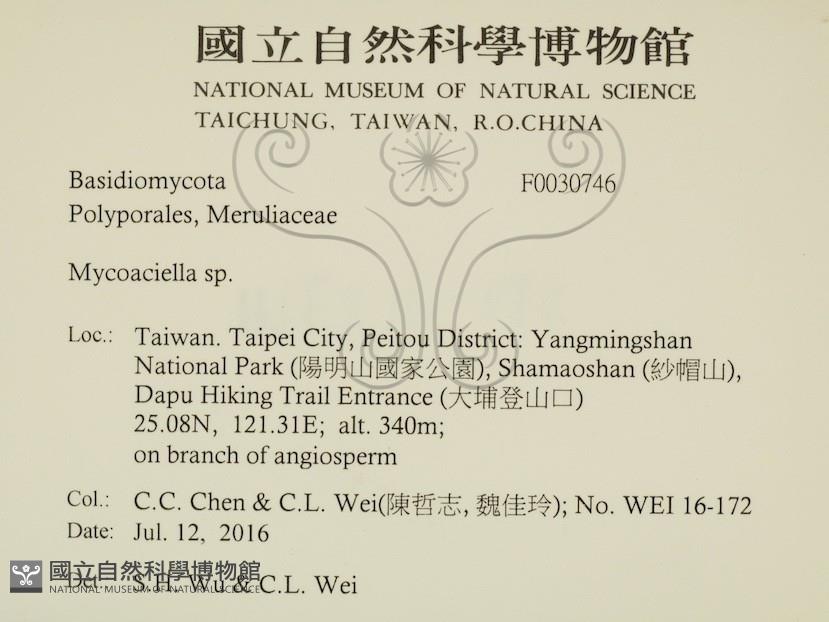 國立自然科學博物館
NATIONAL MUSEUM OF NATURAL SCIENCE
TAICHUNG, TAIWAN, R.O.CHINA
Basidiomycota F0030746
Polyporales, Meruliaceae
Mycoaciella sp.
Loc.: Taiwan. Taipei City, Peitou District: Yangmingshan
National Park (陽明山國家公園), Shamaoshan (紗帽山),
Dapu Hiking Trail Entrance (大埔登山口)
25.08N, 121.31E; alt. 340m;
on branch of angiosperm
Col.: C.C. Chen & C.L. Wei(陳哲志, 魏佳玲); No. WEI 16-172
Date: Jul. 12, 2016
Det.: S.H. Wu & C.L. Wei
國立自然科學博物館
NATIONAL MUSEUM OF NATURAL SCIENCE